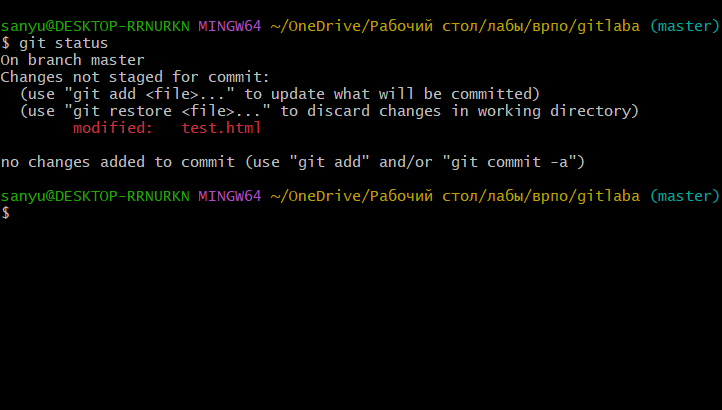 sanyu@DESKTOP-RRNURKN MINGW64 ~/OneDrive/Рабочий стол/лабы/врпо/gitlaba (master)
$ git status
On branch master
Changes not staged for commit:
  (use "git add <file>..." to update what will be committed)
  (use "git restore <file>..." to discard changes in working directory)
        modified:   test.html

no changes added to commit (use "git add" and/or "git commit -a")

sanyu@DESKTOP-RRNURKN MINGW64 ~/OneDrive/Рабочий стол/лабы/врпо/gitlaba (master)
$